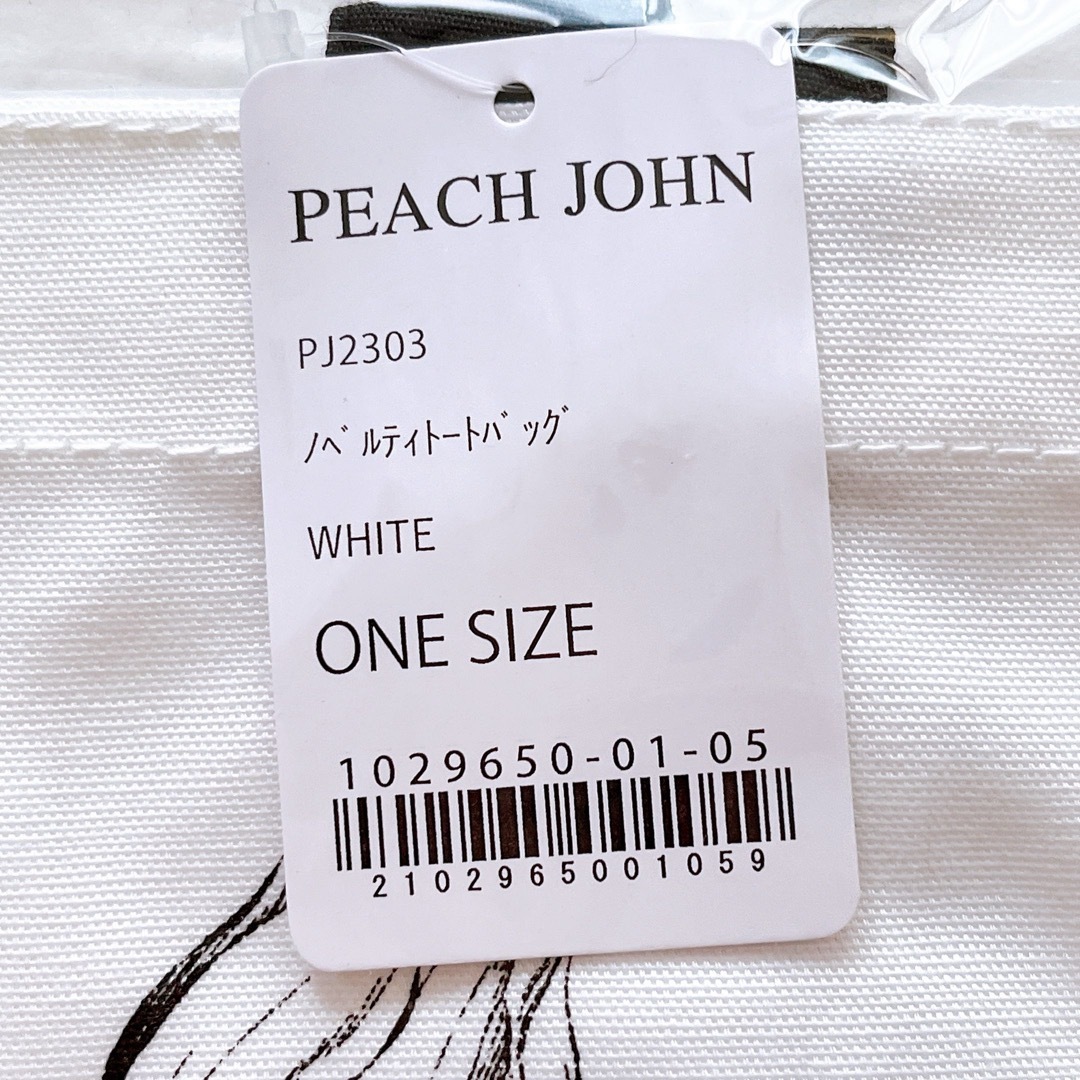 PEACH JOHN
PJ2303
ﾉﾍﾞﾙﾃｨﾄｰﾄﾊﾞｯｸﾞ
WHITE
ONE SIZE
1029650-01-05
2102965001059